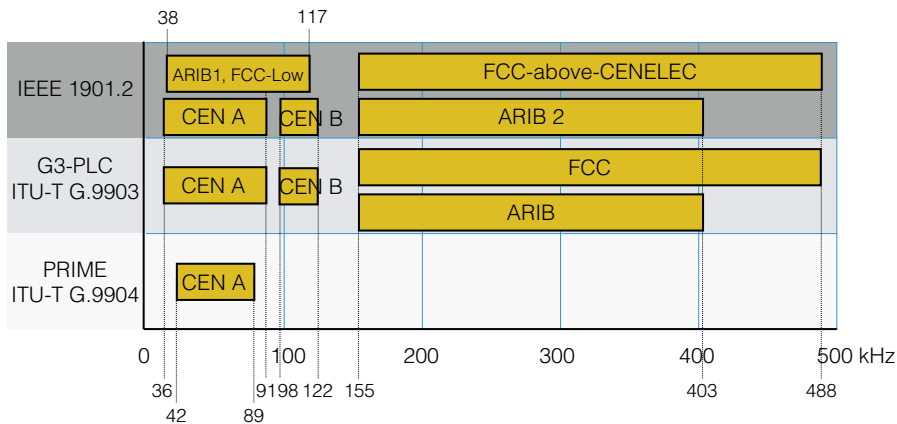 38 117
IEEE 1901.2
ARIB1, FCC-Low
FCC-above-CENELEC
CEN A
CEN B
ARIB 2
G3-PLC
ITU-T G.9903
CEN A
CEN B
FCC
ARIB
PRIME
ITU-T G.9904
CEN A
0 100 200 300 400 500 kHz
36 91 98 122 155 403 488
42 89